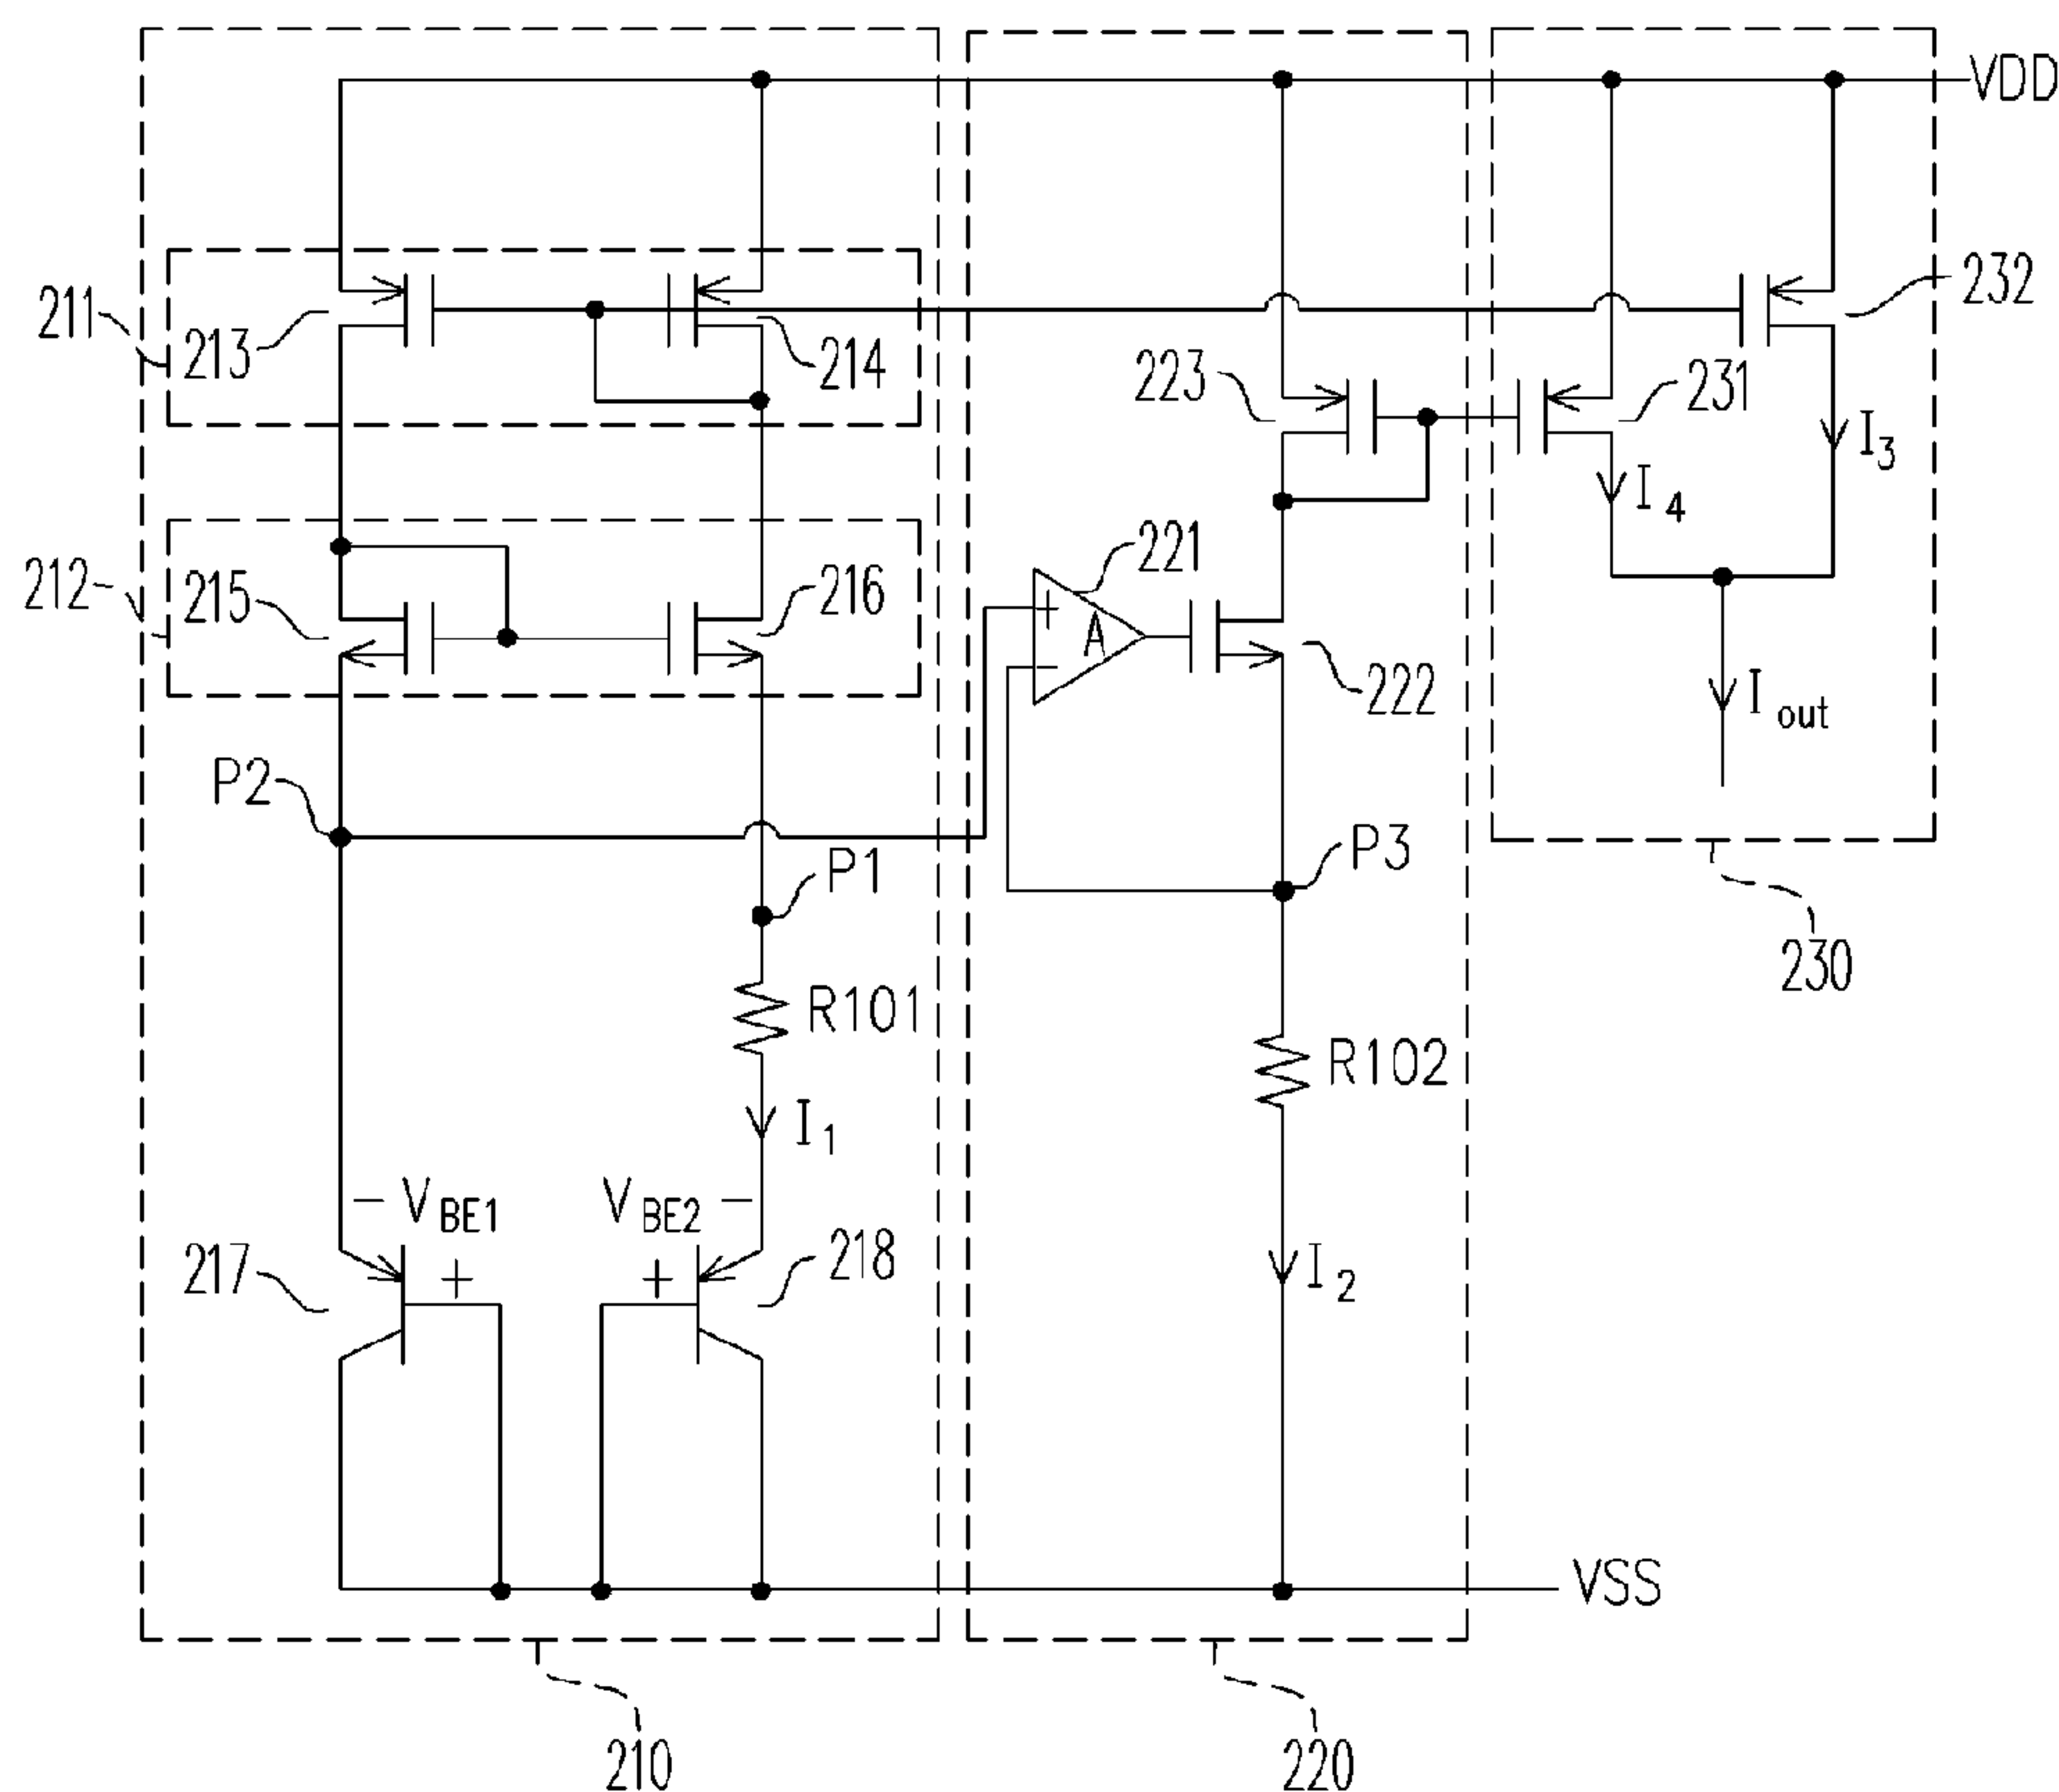 VDD
211
213
214
232
223
231
I3
I4
212
215
216
221
+
A
−
222
Iout
P2
P1
P3
R101
R102
I1
− VBE1
VBE2 −
217
+
+
218
I2
VSS
230
210
220